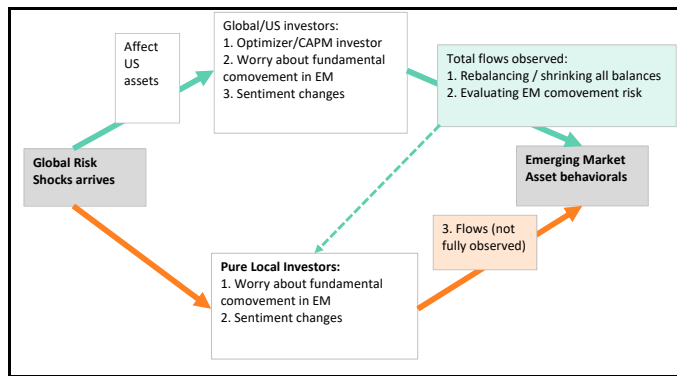 Global/US investors:
1. Optimizer/CAPM investor
2. Worry about fundamental
comovement in EM
3. Sentiment changes
Affect
US
assets
Total flows observed:
1. Rebalancing / shrinking all balances
2. Evaluating EM comovement risk
Global Risk
Shocks arrives
Emerging Market
Asset behaviorals
3. Flows (not
fully observed)
Pure Local Investors:
1. Worry about fundamental
comovement in EM
2. Sentiment changes